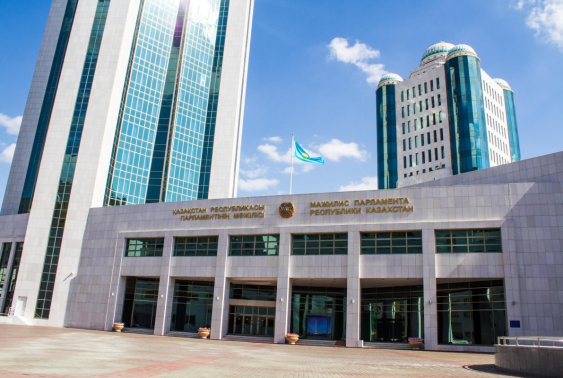 ҚАЗАҚСТАН РЕСПУБЛИКАСЫ
ПАРЛАМЕНТІНІҢ МӘЖІЛІСІ
МАЖИЛИС ПАРЛАМЕНТА
РЕСПУБЛИКИ КАЗАХСТАН